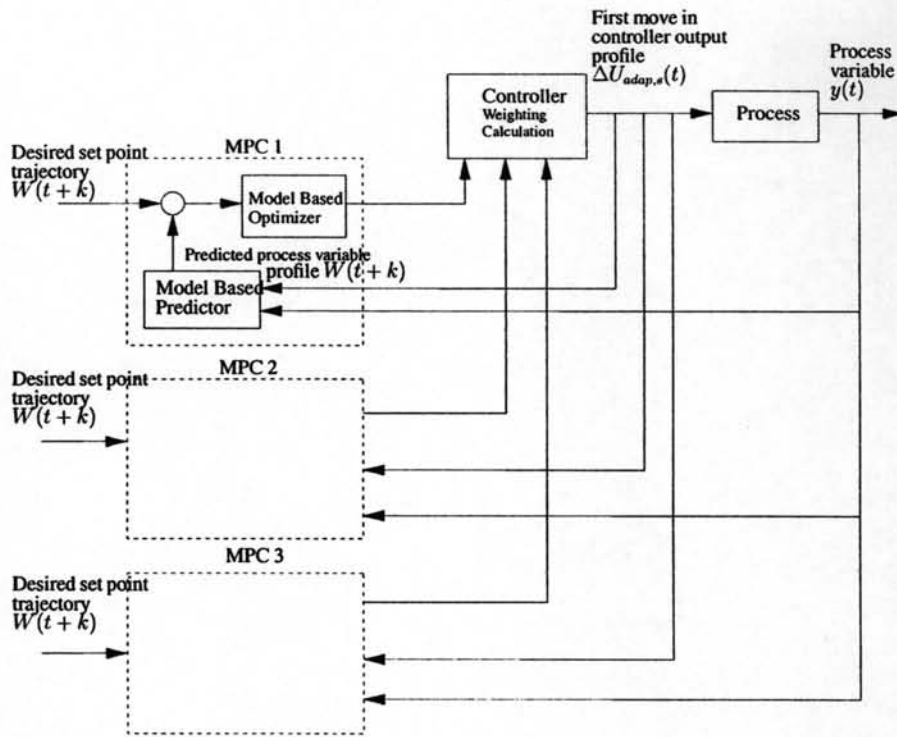 First move in
controller output
profile
ΔU_{adap,s}(t)
Process
variable
y(t)
Controller
Weighting
Calculation
Process
Desired set point
trajectory
W(t + k)
MPC 1
Model Based
Optimizer
Predicted process variable
profile W(t + k)
Model Based
Predictor
Desired set point
trajectory
W(t + k)
MPC 2
Desired set point
trajectory
W(t + k)
MPC 3